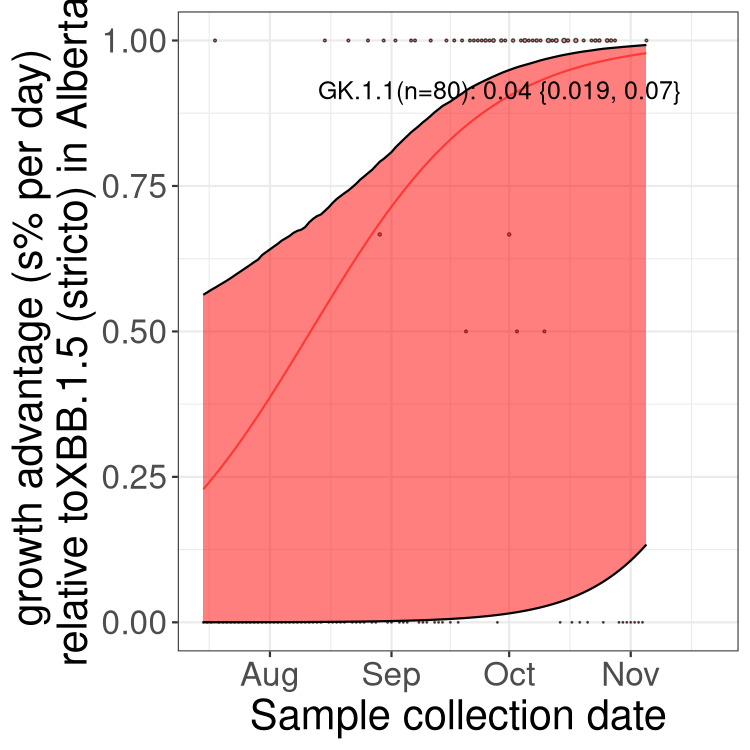 growth advantage (s% per day)
relative toXBB.1.5 (stricto) in Alberta
1.00
0.75
0.50
0.25
0.00
GK.1.1(n=80): 0.04 {0.019, 0.07}
Aug Sep Oct Nov
Sample collection date